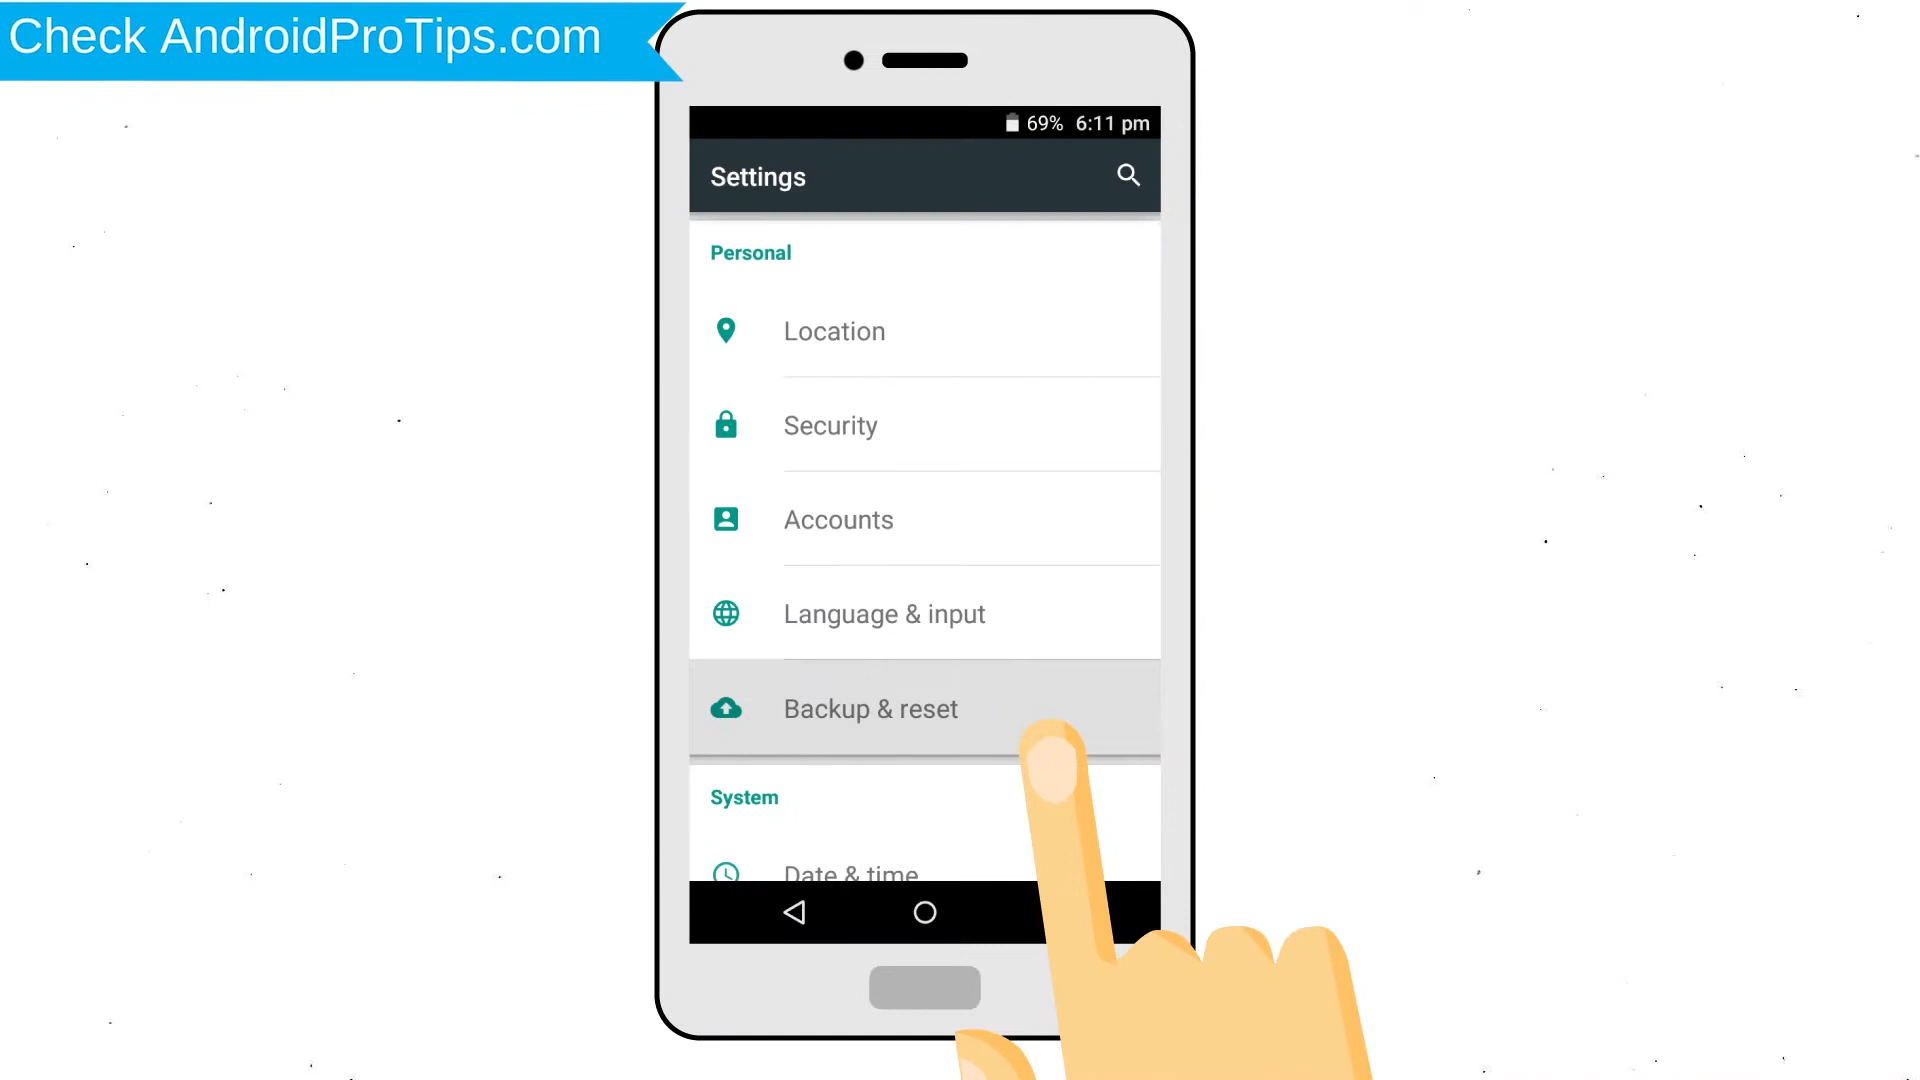 Check AndroidProTips.com
69% 6:11 pm
Settings
Personal
Location
Security
Accounts
Language & input
Backup & reset
System
Date & time